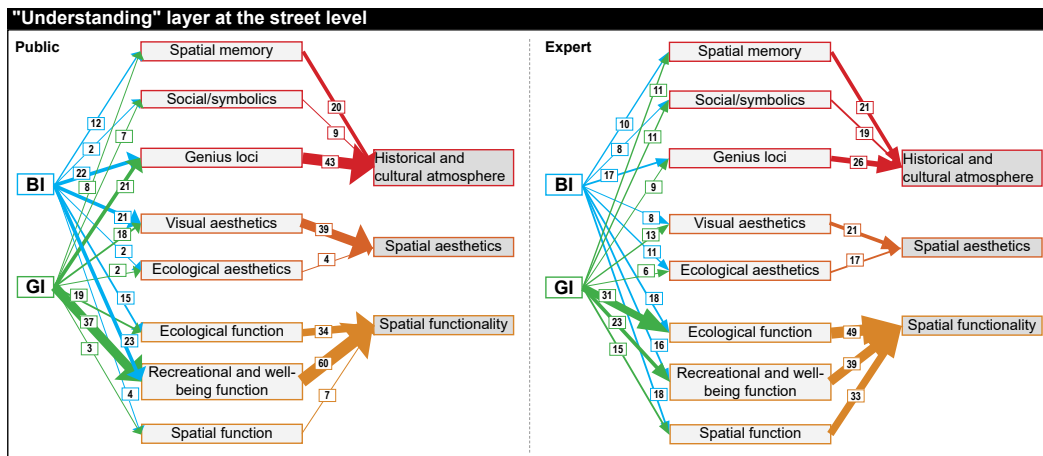 "Understanding" layer at the street level
Public
Spatial memory
Social/symbolics
Genius loci
Visual aesthetics
Ecological aesthetics
Ecological function
Recreational and well-
being function
Spatial function
BI
GI
12
2
7
22
8
21
21
18
2
2
15
19
37
23
3
4
20
9
43
39
4
34
60
7
Historical and
cultural atmosphere
Spatial aesthetics
Spatial functionality
Expert
Spatial memory
Social/symbolics
Genius loci
Visual aesthetics
Ecological aesthetics
Ecological function
Recreational and well-
being function
Spatial function
BI
GI
11
10
11
8
17
9
8
13
11
6
31
18
23
16
15
18
21
19
26
21
17
49
39
33
Historical and
cultural atmosphere
Spatial aesthetics
Spatial functionality